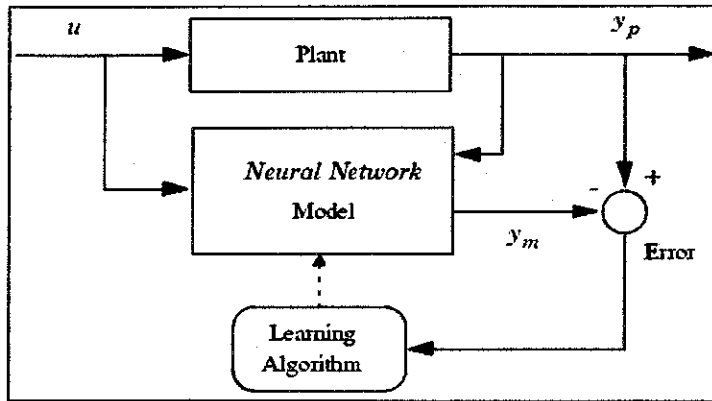 u
Plant
y_p
Neural Network
Model
- +
y_m
Error
Learning
Algorithm